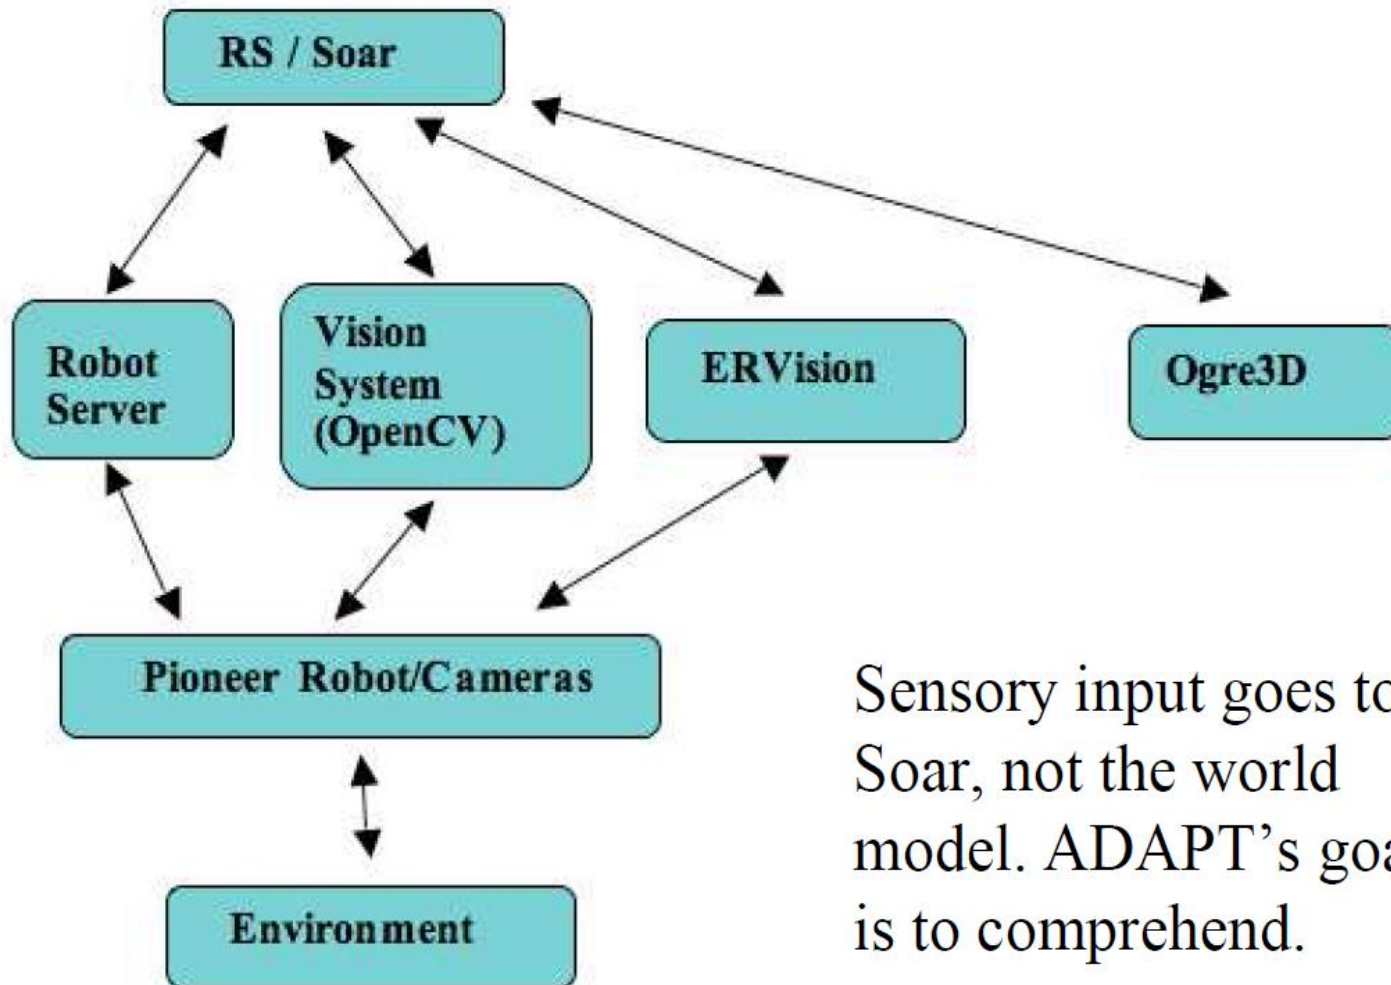 RS / Soar
Robot
Server
Vision
System
(OpenCV)
ERVision
Ogre3D
Pioneer Robot/Cameras
Environment
Sensory input goes to
Soar, not the world
model. ADAPT's goa
is to comprehend.